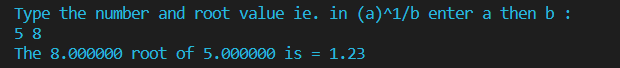 Type the number and root value ie. in (a)^1/b enter a then b :
5 8
The 8.000000 root of 5.000000 is = 1.23